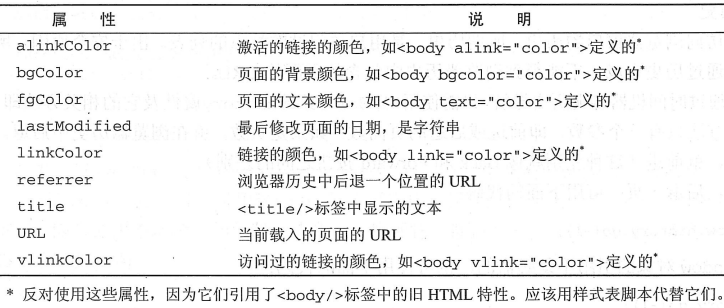 属 性 说 明
alinkColor 激活的链接的颜色，如<body alink="color">定义的*
bgColor 页面的背景颜色，如<body bgcolor="color">定义的*
fgColor 页面的文本颜色，如<body text="color">定义的*
lastModified 最后修改页面的日期，是字符串
linkColor 链接的颜色，如<body link="color">定义的*
referrer 浏览器历史中后退一个位置的 URL
title <title/>标签中显示的文本
URL 当前载入的页面的 URL
vlinkColor 访问过的链接的颜色，如<body vlink="color">定义的*
* 反对使用这些属性，因为它们引用了<body/>标签中的旧 HTML 特性。应该用样式表脚本代替它们。